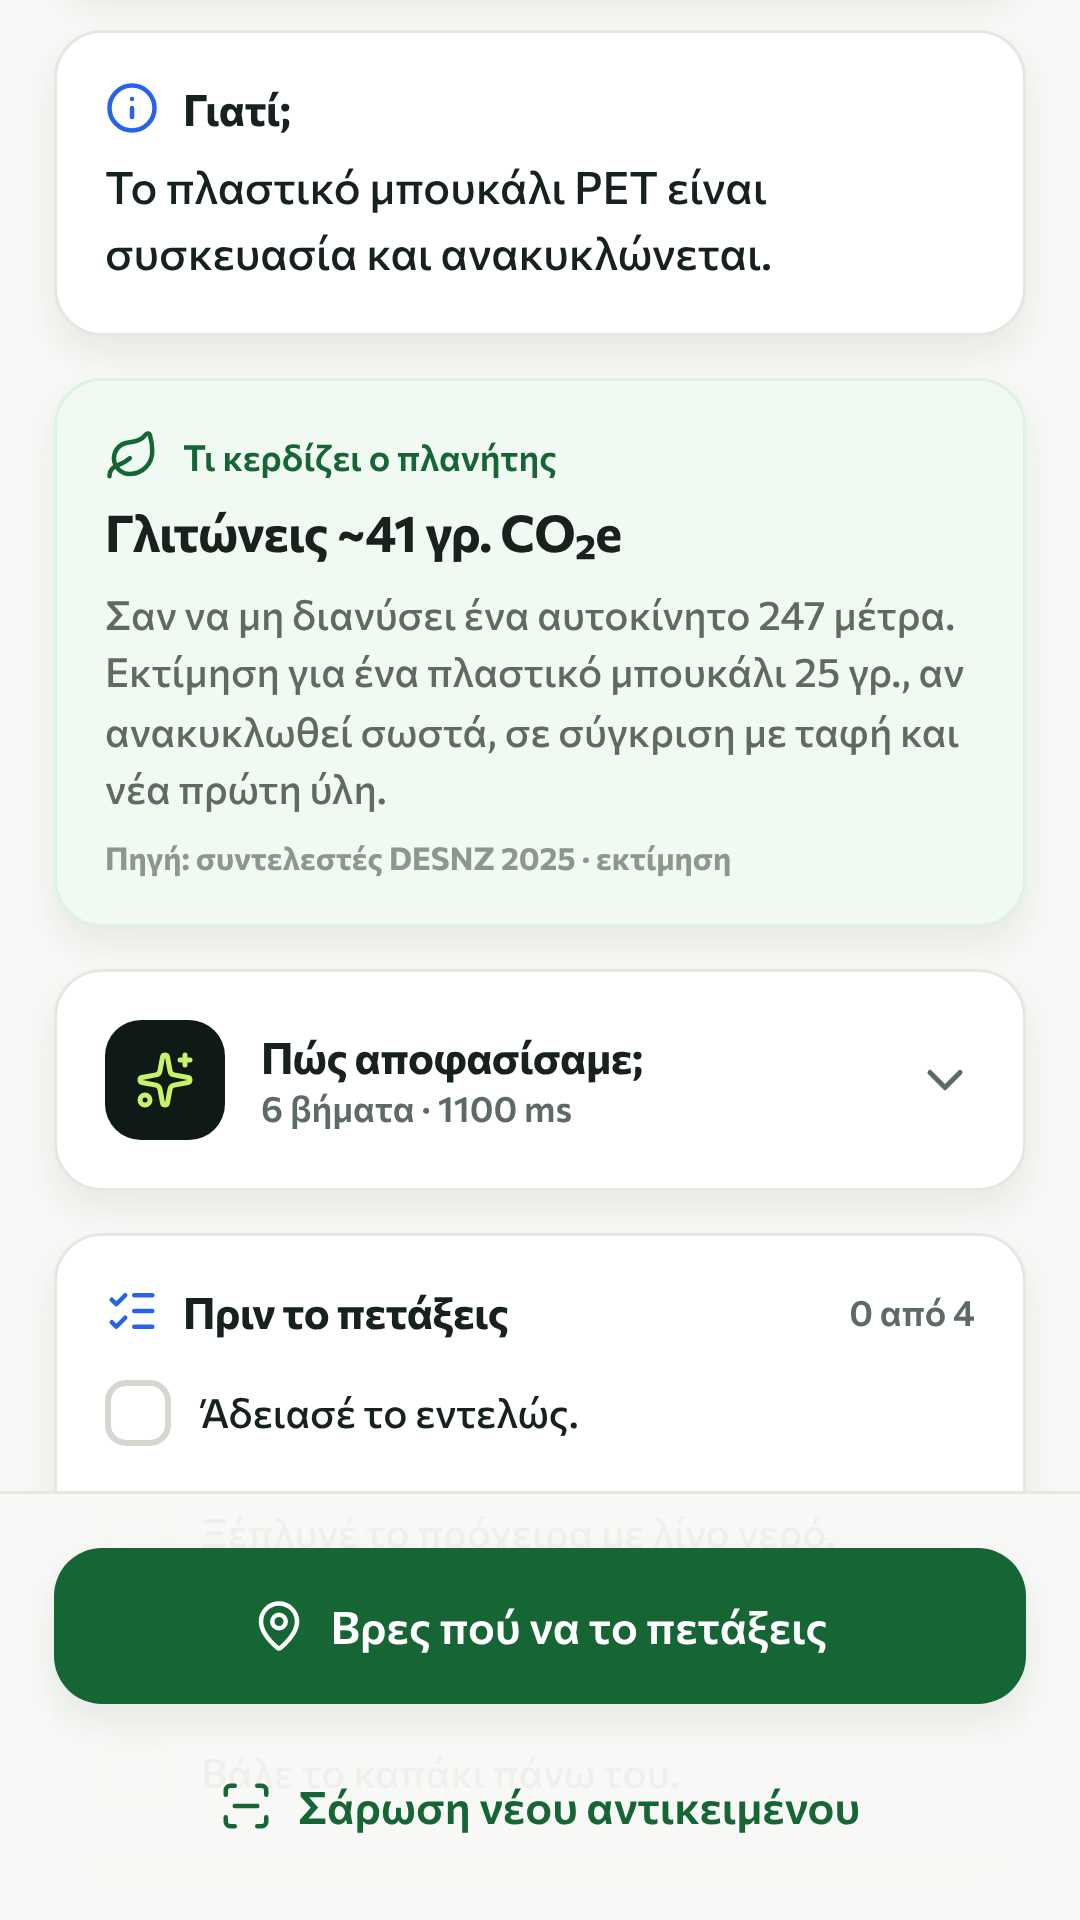 Γιατί;
Το πλαστικό μπουκάλι PET είναι
συσκευασία και ανακυκλώνεται.
Τι κερδίζει ο πλανήτης
Γλιτώνεις ~41 γρ. CO₂e
Σαν να μη διανύσει ένα αυτοκίνητο 247 μέτρα.
Εκτίμηση για ένα πλαστικό μπουκάλι 25 γρ., αν
ανακυκλωθεί σωστά, σε σύγκριση με ταφή και
νέα πρώτη ύλη.
Πηγή: συντελεστές DESNZ 2025 · εκτίμηση
Πώς αποφασίσαμε;
6 βήματα · 1100 ms
Πριν το πετάξεις
0 από 4
Άδειασέ το εντελώς.
Ξέπλυνέ το πρόχειρα με λίγο νερό.
Βρες πού να το πετάξεις
Βάλε το καπάκι πάνω του.
Σάρωση νέου αντικειμένου